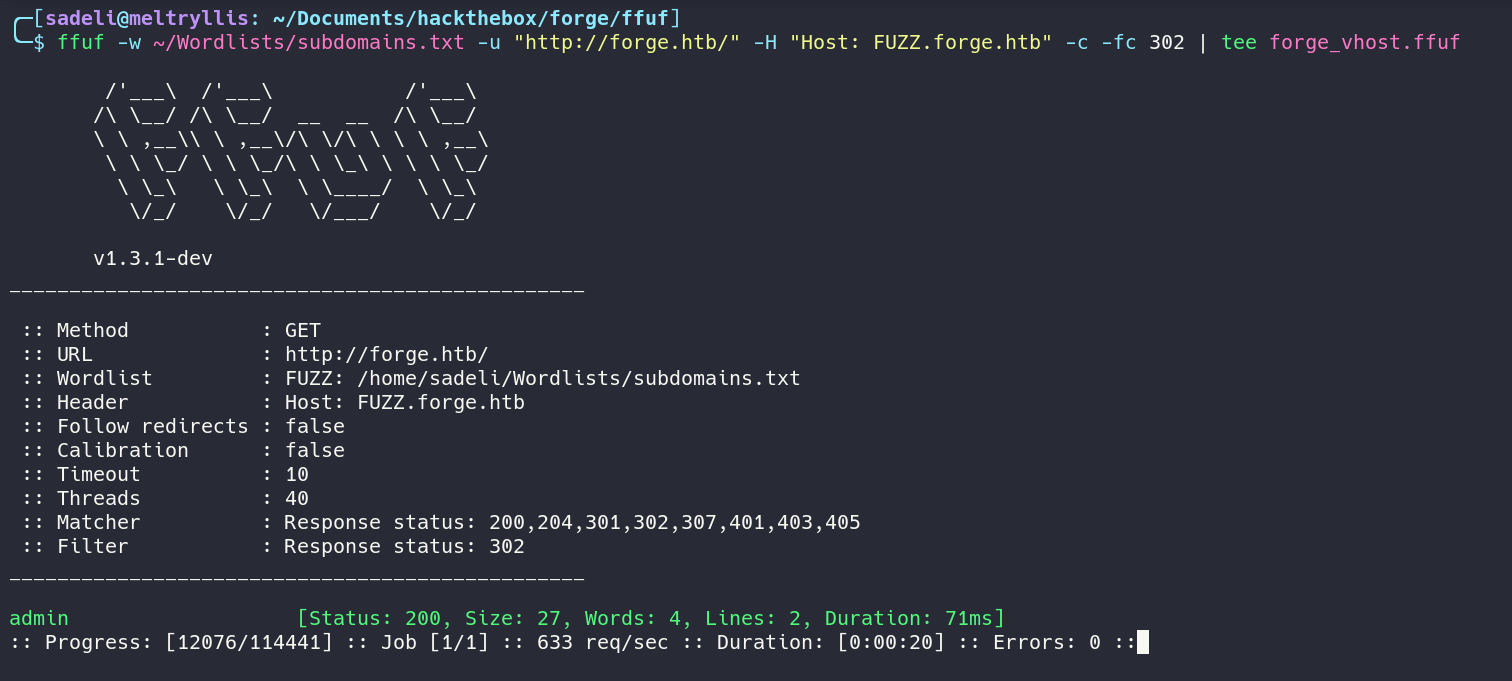 [sadeli@meltryllis: ~/Documents/hackthebox/forge/ffuf]
$ ffuf -w ~/Wordlists/subdomains.txt -u "http://forge.htb/" -H "Host: FUZZ.forge.htb" -c -fc 302 | tee forge_vhost.ffuf
        /'___\  /'___\           /'___\
       /\ \__/ /\ \__/  __  __  /\ \__/
       \ \ ,__\\ \ ,__\/\ \/\ \ \ \ ,__\
        \ \ \_/ \ \ \_/\ \ \_\ \ \ \ \_/
         \ \_\   \ \_\  \ \____/  \ \_\
          \/_/    \/_/   \/___/    \/_/
       v1.3.1-dev
________________________________________________
 :: Method           : GET
 :: URL              : http://forge.htb/
 :: Wordlist         : FUZZ: /home/sadeli/Wordlists/subdomains.txt
 :: Header           : Host: FUZZ.forge.htb
 :: Follow redirects : false
 :: Calibration      : false
 :: Timeout          : 10
 :: Threads          : 40
 :: Matcher          : Response status: 200,204,301,302,307,401,403,405
 :: Filter           : Response status: 302
________________________________________________
admin                   [Status: 200, Size: 27, Words: 4, Lines: 2, Duration: 71ms]
:: Progress: [12076/114441] :: Job [1/1] :: 633 req/sec :: Duration: [0:00:20] :: Errors: 0 ::